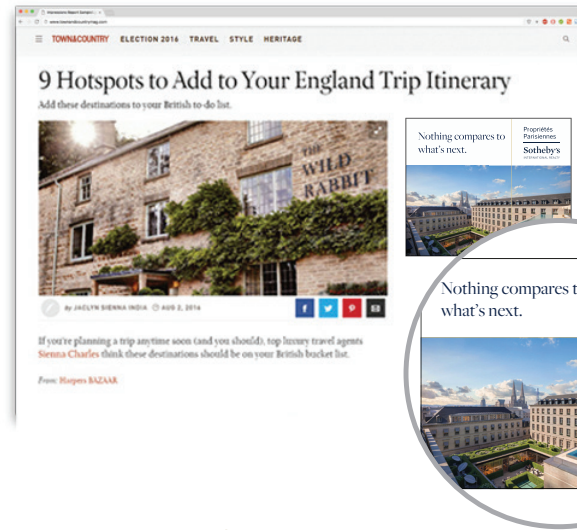 www.townandcountrymag.com
TOWN&COUNTRY ELECTION 2016 TRAVEL STYLE HERITAGE
9 Hotspots to Add to Your England Trip Itinerary
Add these destinations to your British to-do list.
THE
WILD
RABBIT
By JACLYN SIENNA INDIA AUG 2, 2016
If you're planning a trip anytime soon (and you should), top luxury travel agents
Sienna Charles think these destinations should be on your British bucket list.
From: Harpers BAZAAR
Nothing compares to
what's next.
Propriétés
Parisiennes
Sotheby's
INTERNATIONAL REALTY
Nothing compares t
what's next.